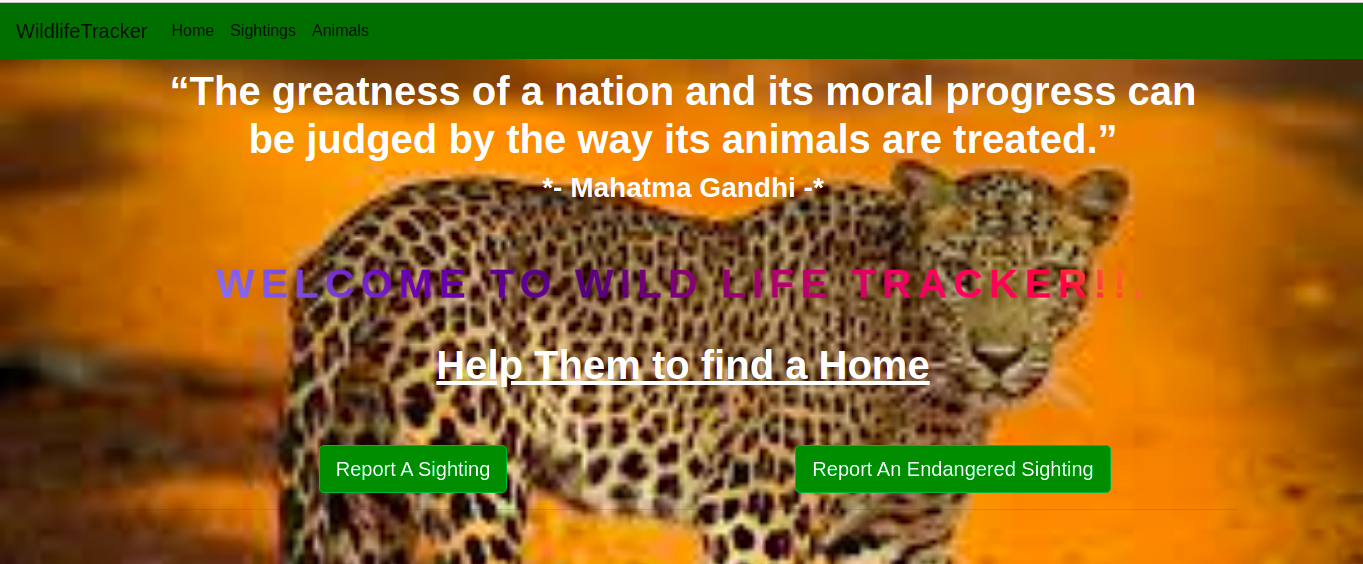 WildlifeTracker Home Sightings Animals
“The greatness of a nation and its moral progress can
be judged by the way its animals are treated.”
*- Mahatma Gandhi -*
WELCOME TO WILD LIFE TRACKER!!.
Help Them to find a Home
Report A Sighting Report An Endangered Sighting